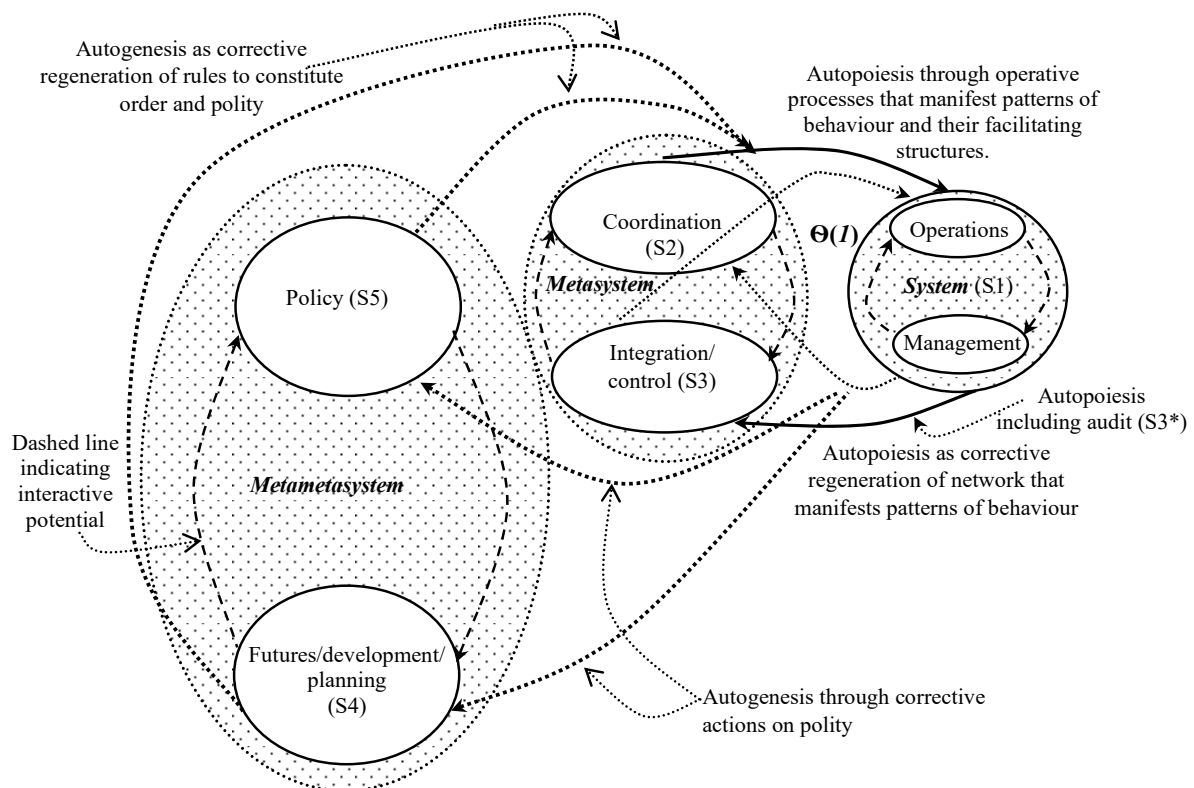 Autogenesis as corrective
regeneration of rules to constitute
order and polity
Autopoiesis through operative
processes that manifest patterns of
behaviour and their facilitating
structures.
Coordination
(S2)
Θ(1)
Operations
Policy (S5)
Metasystem
System (S1)
Integration/
control (S3)
Management
Autopoiesis
including audit (S3*)
Dashed line
indicating
interactive
potential
Metametasystem
Autopoiesis as corrective
regeneration of network that
manifests patterns of behaviour
Futures/development/
planning
(S4)
Autogenesis through corrective
actions on polity